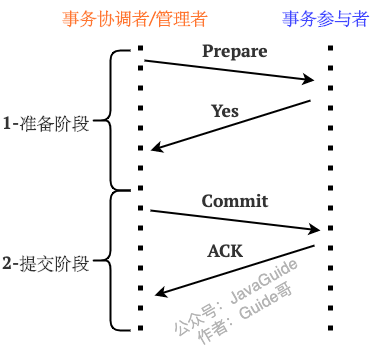 事务协调者/管理者
事务参与者
Prepare
1-准备阶段
Yes
Commit
2-提交阶段
ACK
公众号：JavaGuide
作者：Guide哥